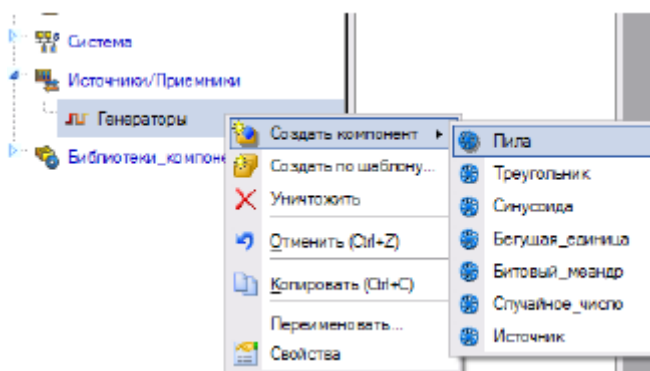 Система
Источники/Приемники
Генераторы
Библиотеки_компоне
Создать компонент
Создать по шаблону...
Уничтожить
Отменить (Ctrl+Z)
Копировать (Ctrl+C)
Переименовать...
Свойства
Пила
Треугольник
Синусоида
Бегущая_единица
Битовый_меандр
Случайное_число
Источник